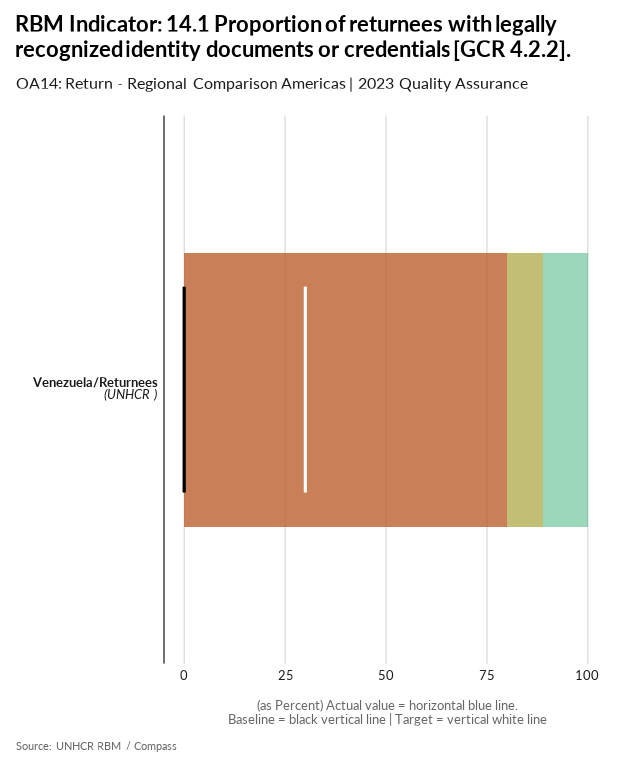 RBM Indicator: 14.1 Proportion of returnees with legally
recognized identity documents or credentials [GCR 4.2.2].
OA14: Return - Regional Comparison Americas | 2023 Quality Assurance
Venezuela/Returnees
(UNHCR )
0 25 50 75 100
(as Percent) Actual value = horizontal blue line.
Baseline = black vertical line | Target = vertical white line
Source: UNHCR RBM / Compass